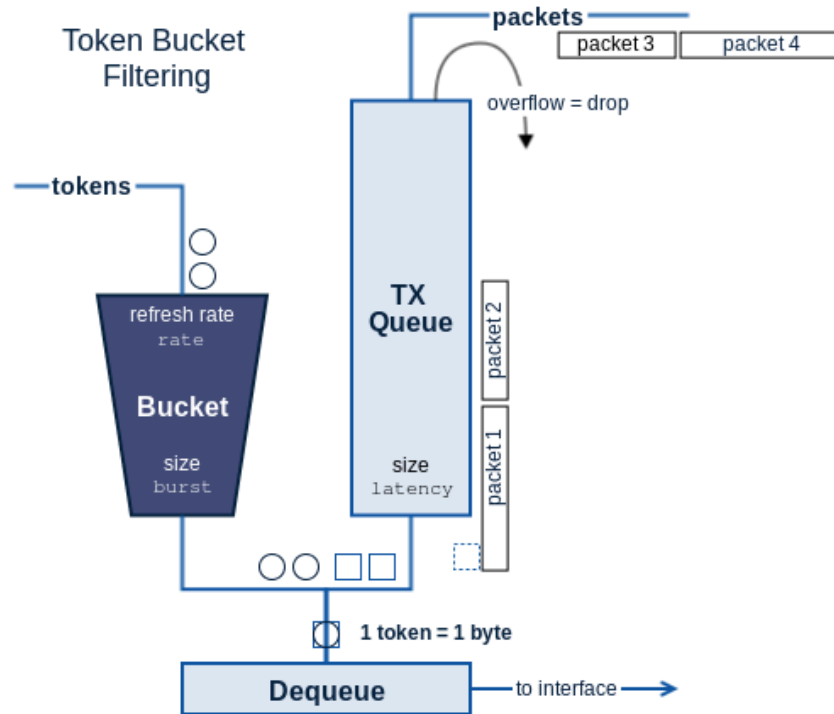 Token Bucket
Filtering
packets
packet 3
packet 4
overflow = drop
tokens
refresh rate
rate
Bucket
size
burst
TX
Queue
size
latency
packet 2
packet 1
1 token = 1 byte
Dequeue
to interface